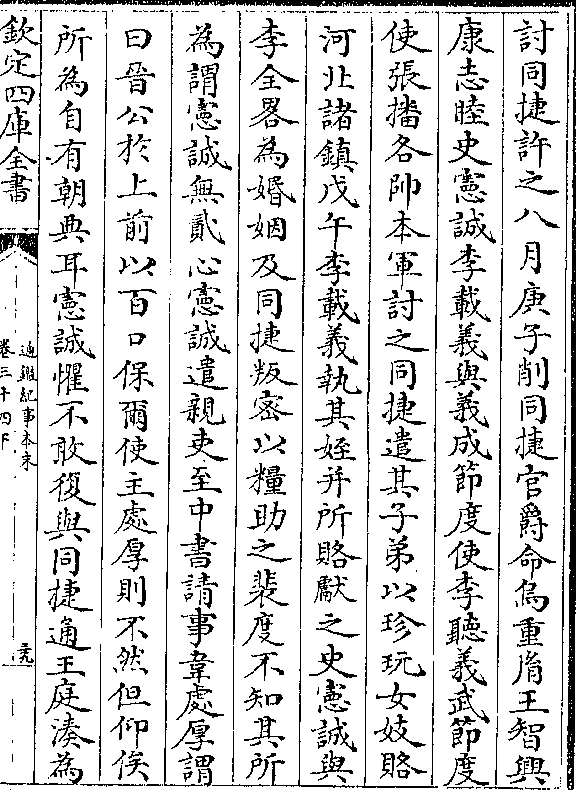 討同捷許之八月庚子削同捷官爵命烏重𦙍王智興
康志睦史憲誠李載義與義成節度使李聽義武節度
使張播各帥本軍討之同捷遣其子弟以珍玩女妓賂
河北諸鎮戊午李載義執其姪并所賂獻之史憲誠與
李全畧為婚姻及同捷叛密以糧助之裴度不知其所
為謂憲誠無貳心憲誠遣親吏至中書請事韋處厚謂
曰晉公於上前以百口保爾使主處厚則不然但仰俟
所為自有朝典耳憲誠懼不敢復與同捷通王庭湊為
欽定四庫全書
通鑑紀事本末
卷三十四下
三九